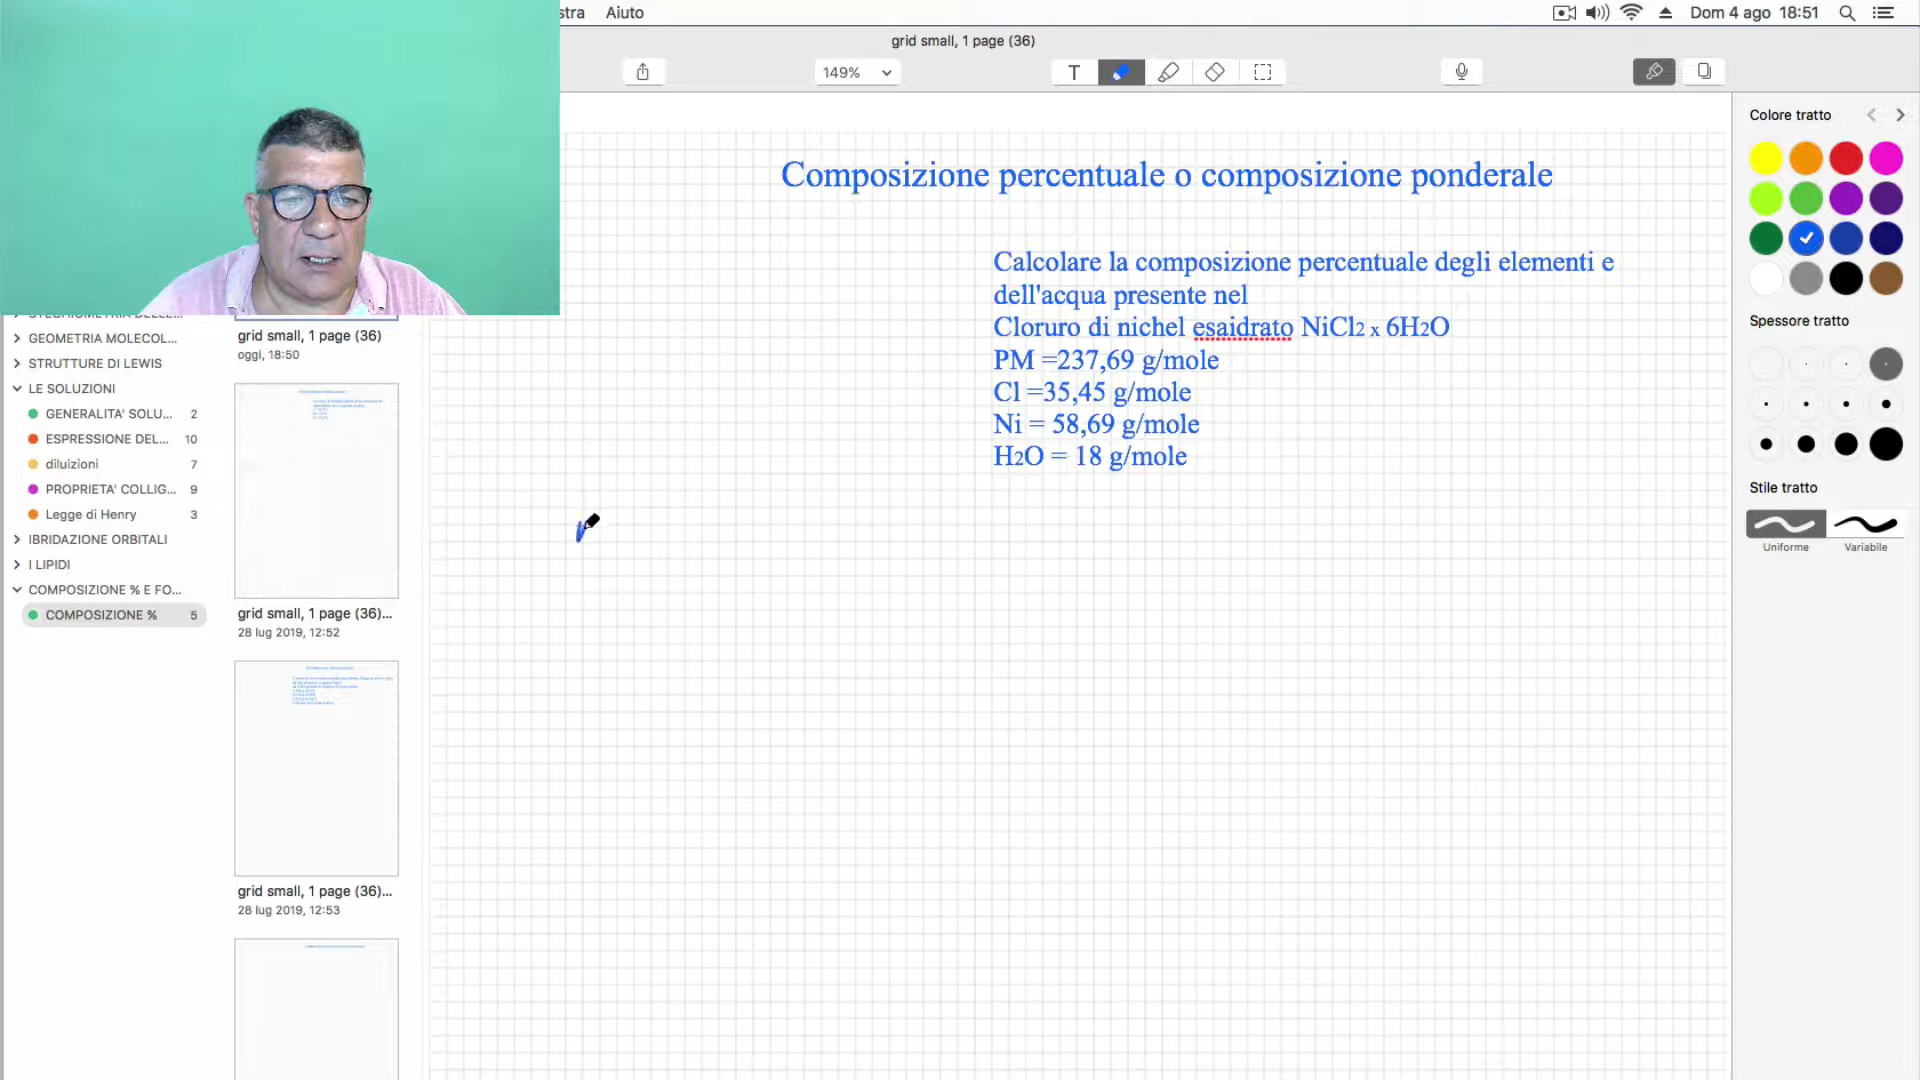 stra Aiuto
Dom 4 ago 18:51
grid small, 1 page (36)
149%
T
Colore tratto
Composizione percentuale o composizione ponderale
Calcolare la composizione percentuale degli elementi e
dell'acqua presente nel
Cloruro di nichel esaidrato NiCl2 x 6H2O
PM =237,69 g/mole
Cl =35,45 g/mole
Ni = 58,69 g/mole
H2O = 18 g/mole
Spessore tratto
Stile tratto
Uniforme
Variabile
GEOMETRIA MOLECOL...
STRUTTURE DI LEWIS
LE SOLUZIONI
GENERALITA' SOLU... 2
ESPRESSIONE DEL... 10
diluizioni 7
PROPRIETA' COLLIG... 9
Legge di Henry 3
IBRIDAZIONE ORBITALI
I LIPIDI
COMPOSIZIONE % E FO...
COMPOSIZIONE % 5
grid small, 1 page (36)
oggi, 18:50
grid small, 1 page (36)...
28 lug 2019, 12:52
grid small, 1 page (36)...
28 lug 2019, 12:53